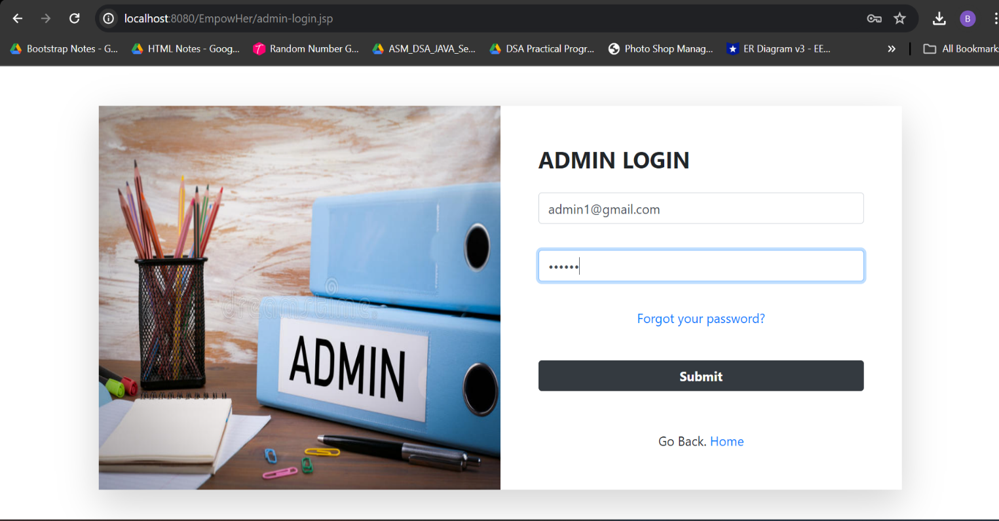 localhost:8080/EmpowHer/admin-login.jsp
B
Bootstrap Notes - G...
HTML Notes - Goog...
Random Number G...
ASM_DSA_JAVA_Se...
DSA Practical Progr...
Photo Shop Manag...
ER Diagram v3 - EE...
»
All Bookmark
ADMIN LOGIN
admin1@gmail.com
••••••
Forgot your password?
Submit
Go Back. Home
dreamstime
ADMIN